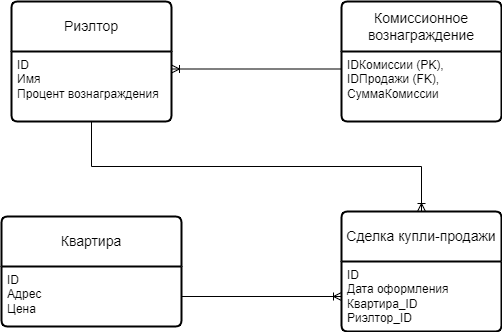 Риэлтор
ID
Имя
Процент вознаграждения
Комиссионное
вознаграждение
IDКомиссии (PK),
IDПродажи (FK),
СуммаКомиссии
Квартира
ID
Адрес
Цена
Сделка купли-продажи
ID
Дата оформления
Квартира_ID
Риэлтор_ID